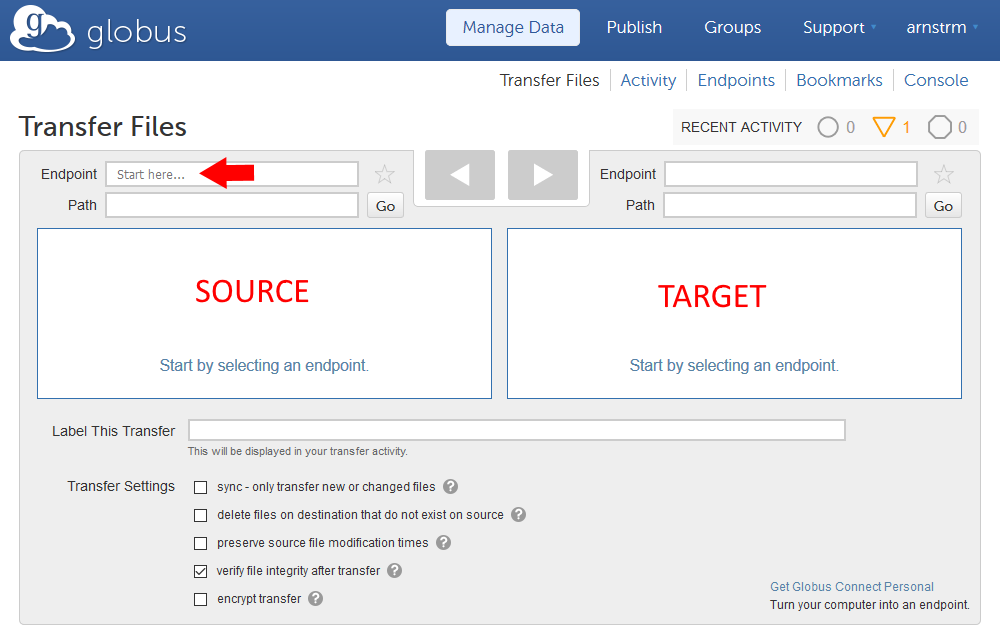 g globus Manage Data Publish Groups Support arnstrm
Transfer Files Activity Endpoints Bookmarks Console
Transfer Files RECENT ACTIVITY 0 1 0
Endpoint Start here... Endpoint
Path Go Path Go
SOURCE TARGET
Start by selecting an endpoint. Start by selecting an endpoint.
Label This Transfer
This will be displayed in your transfer activity.
Transfer Settings sync - only transfer new or changed files ?
delete files on destination that do not exist on source ?
preserve source file modification times ?
verify file integrity after transfer ?
Get Globus Connect Personal
encrypt transfer ? Turn your computer into an endpoint.